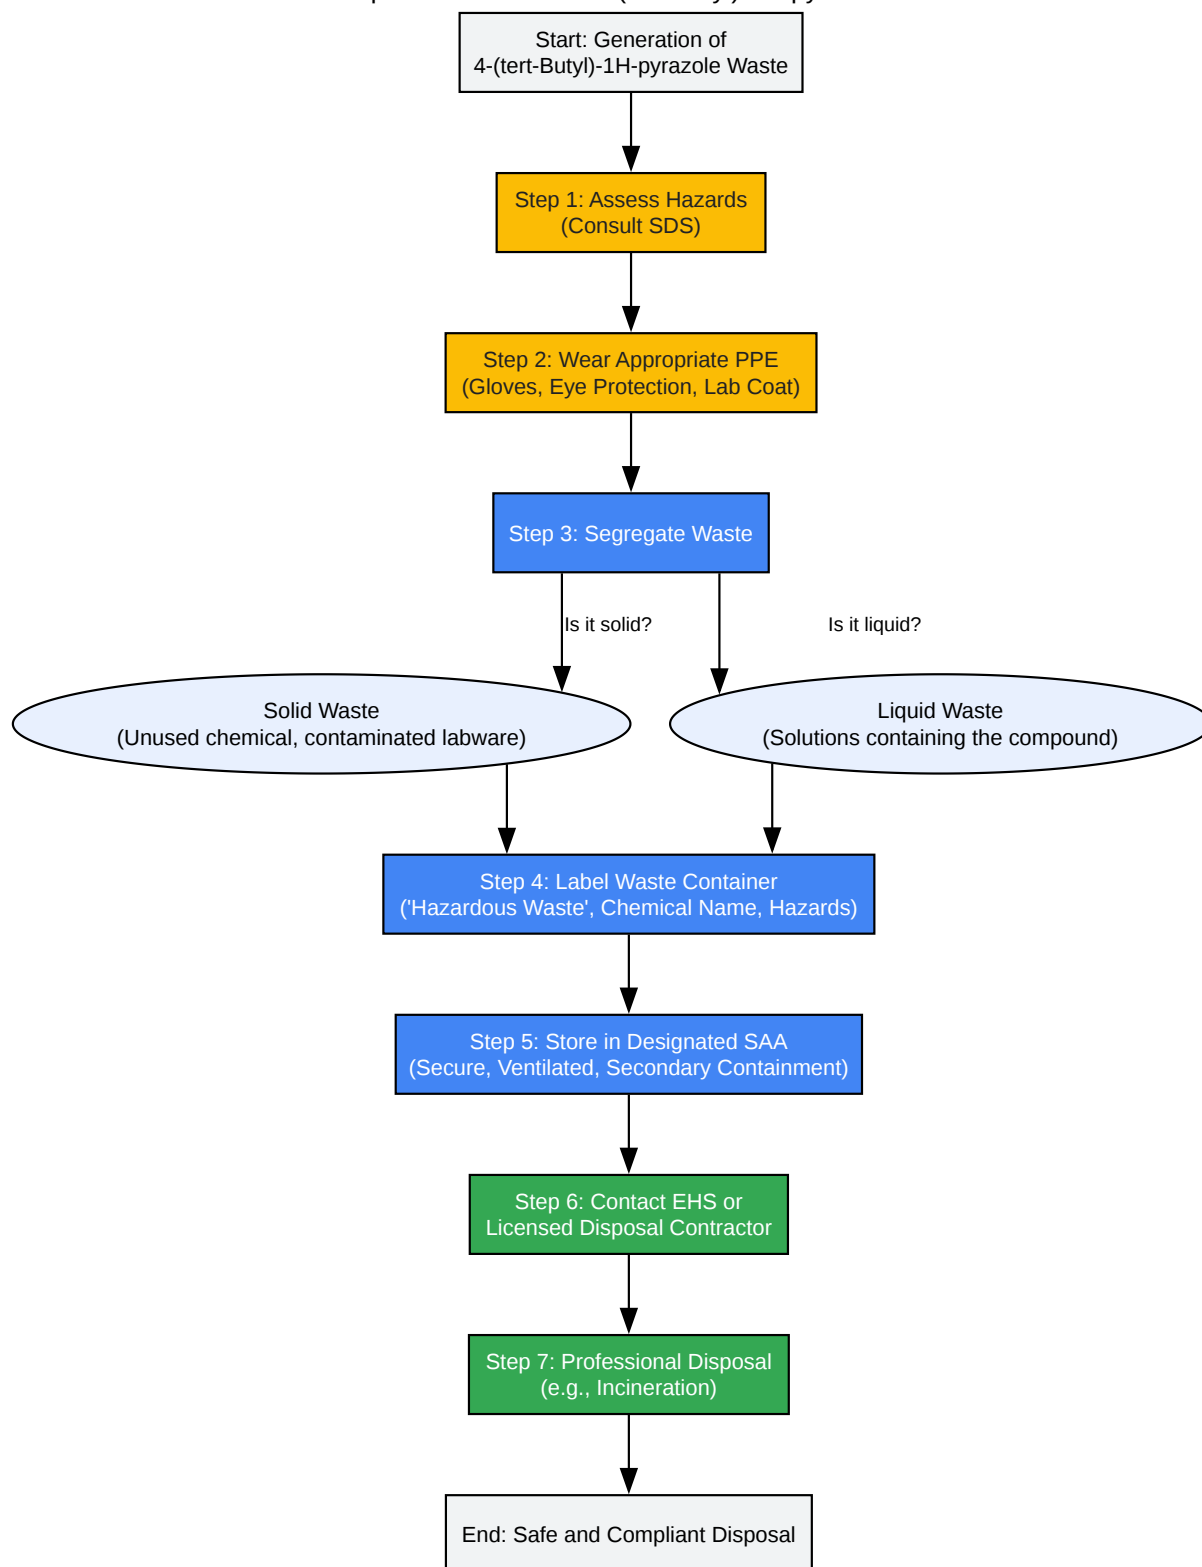 Start: Generation of
4-(tert-Butyl)-1H-pyrazole Waste
Step 1: Assess Hazards
(Consult SDS)
Step 2: Wear Appropriate PPE
(Gloves, Eye Protection, Lab Coat)
Step 3: Segregate Waste
Is it solid?
Is it liquid?
Solid Waste
(Unused chemical, contaminated labware)
Liquid Waste
(Solutions containing the compound)
Step 4: Label Waste Container
('Hazardous Waste', Chemical Name, Hazards)
Step 5: Store in Designated SAA
(Secure, Ventilated, Secondary Containment)
Step 6: Contact EHS or
Licensed Disposal Contractor
Step 7: Professional Disposal
(e.g., Incineration)
End: Safe and Compliant Disposal